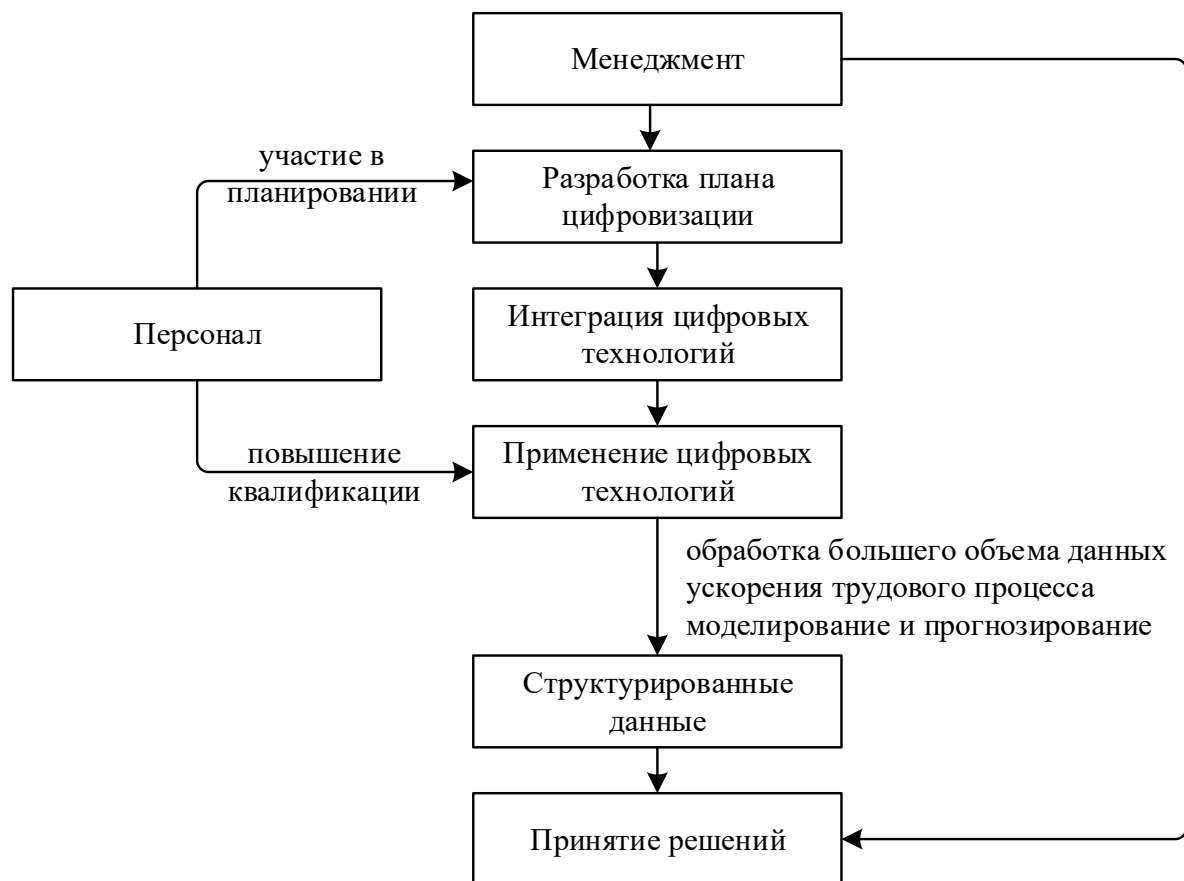 Менеджмент
участие в
планировании
Разработка плана
цифровизации
Персонал
Интеграция цифровых
технологий
повышение
квалификации
Применение цифровых
технологий
обработка большего объема данных
ускорения трудового процесса
моделирование и прогнозирование
Структурированные
данные
Принятие решений